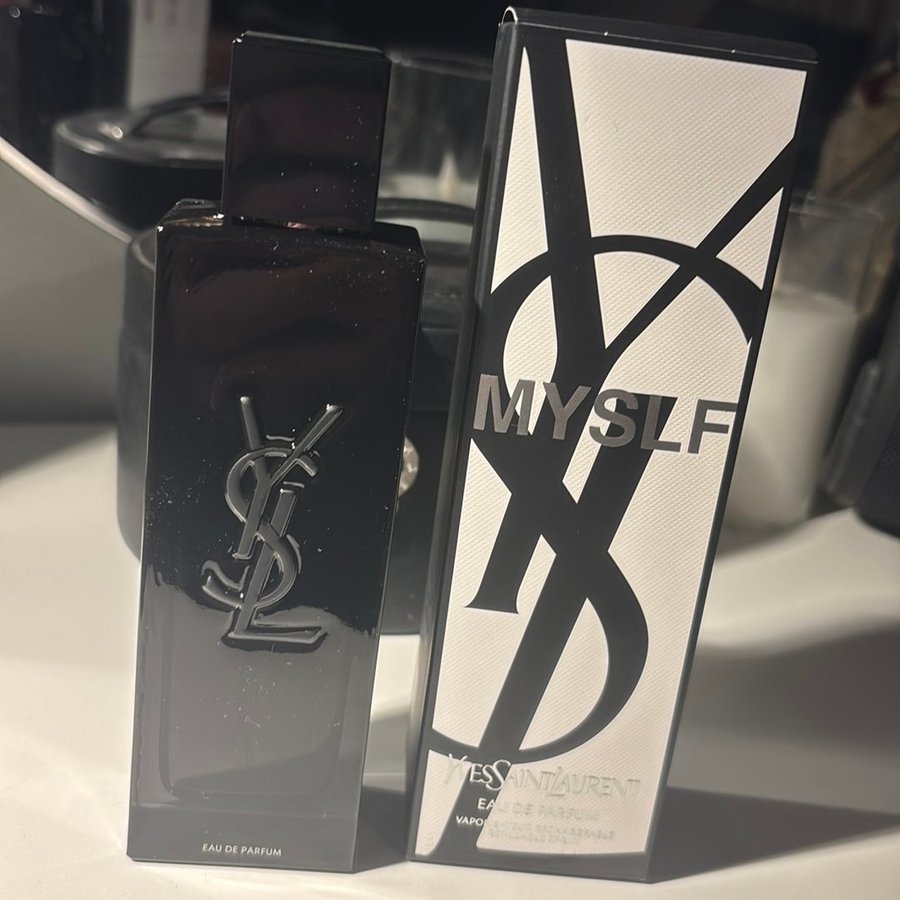 YSL
EAU DE PARFUM
MYSLF
YVESSAINTLAURENT
EAU DE PARFUM